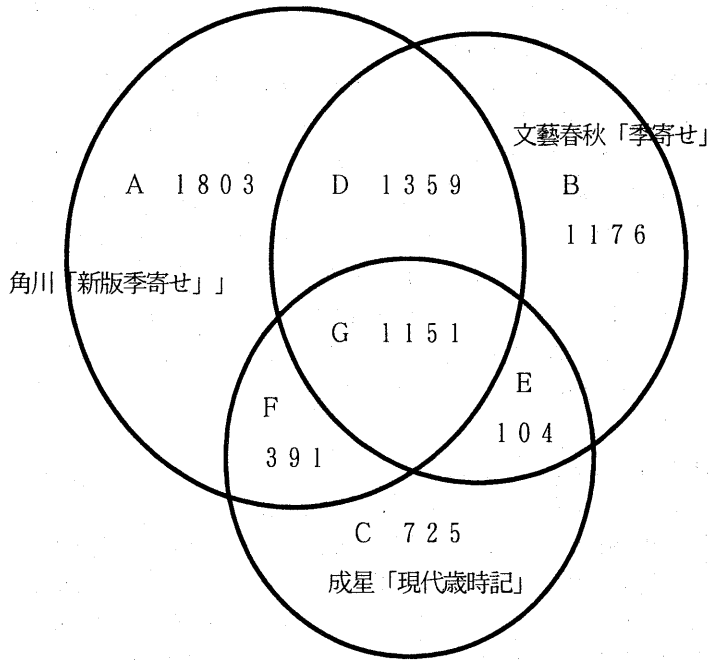 文藝春秋「季寄せ」
A 1803
D 1359
B
1176
角川「新版季寄せ」」
G 1151
E
104
F
391
C 725
成星「現代歳時記」